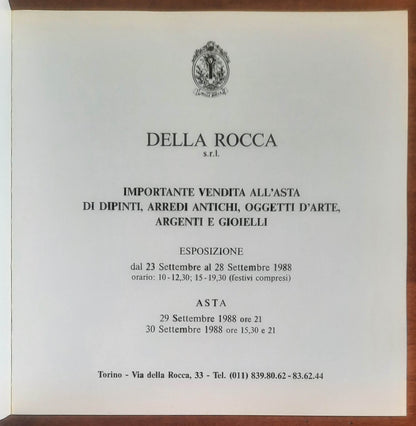 DELLA ROCCA
s.r.l.
IMPORTANTE VENDITA ALL'ASTA
DI DIPINTI, ARREDI ANTICHI, OGGETTI D'ARTE,
ARGENTI E GIOIELLI
ESPOSIZIONE
dal 23 Settembre al 28 Settembre 1988
orario: 10-12,30; 15-19,30 (festivi compresi)
ASTA
29 Settembre 1988 ore 21
30 Settembre 1988 ore 15,30 e 21
Torino - Via della Rocca, 33 - Tel. (011) 839.80.62 - 83.62.44